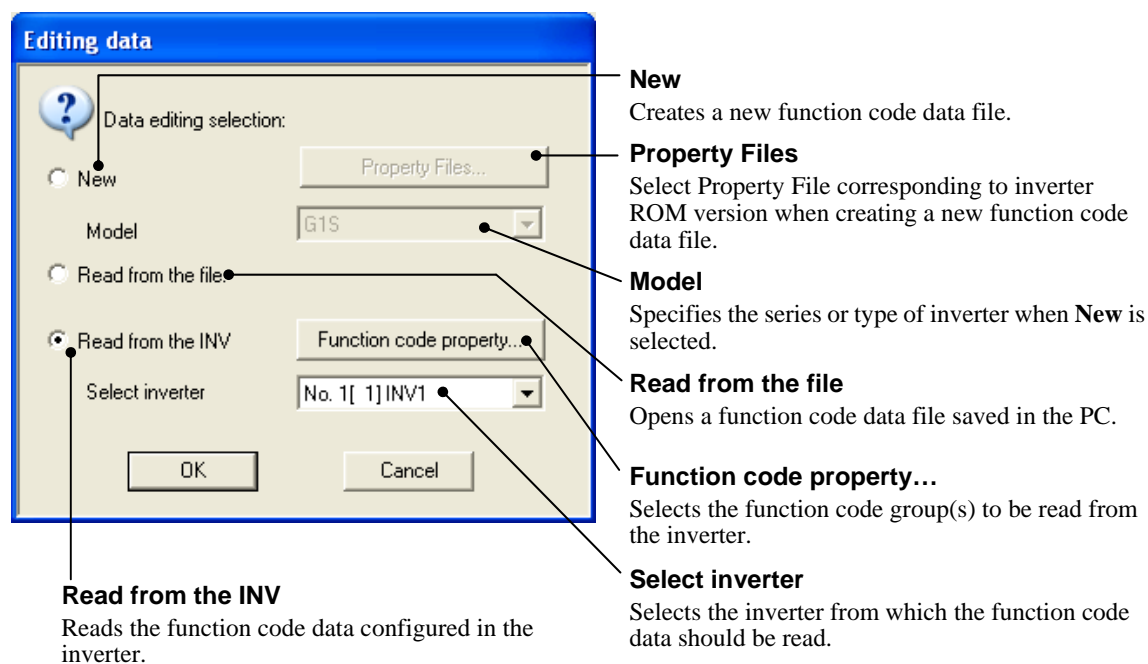 Editing data
Data editing selection:
New
Property Files...
Model
G1S
Read from the file.
Read from the INV
Function code property...
Select inverter
No. 1[ 1] INV1
OK
Cancel
New
Creates a new function code data file.
Property Files
Select Property File corresponding to inverter
ROM version when creating a new function code
data file.
Model
Specifies the series or type of inverter when New is
selected.
Read from the file
Opens a function code data file saved in the PC.
Function code property…
Selects the function code group(s) to be read from
the inverter.
Select inverter
Selects the inverter from which the function code
data should be read.
Read from the INV
Reads the function code data configured in the
inverter.